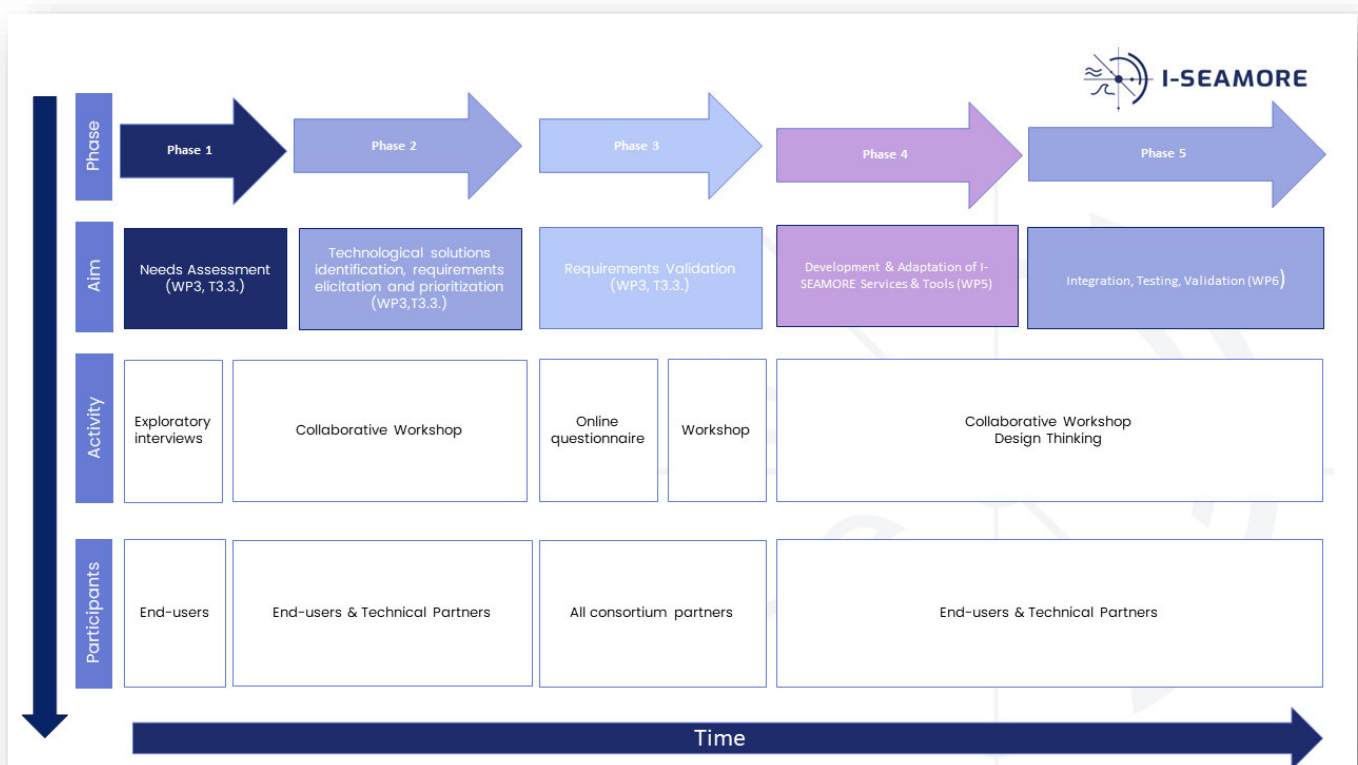 I-SEAMORE
Phase
Phase 1
Phase 2
Phase 3
Phase 4
Phase 5
Aim
Needs Assessment
(WP3, T3.3.)
Technological solutions
identification, requirements
elicitation and prioritization
(WP3,T3.3.)
Requirements Validation
(WP3, T3.3.)
Development & Adaptation of I-
SEAMORE Services & Tools (WP5)
Integration, Testing, Validation (WP6)
Activity
Exploratory
interviews
Collaborative Workshop
Online
questionnaire
Workshop
Collaborative Workshop
Design Thinking
Participants
End-users
End-users & Technical Partners
All consortium partners
End-users & Technical Partners
Time